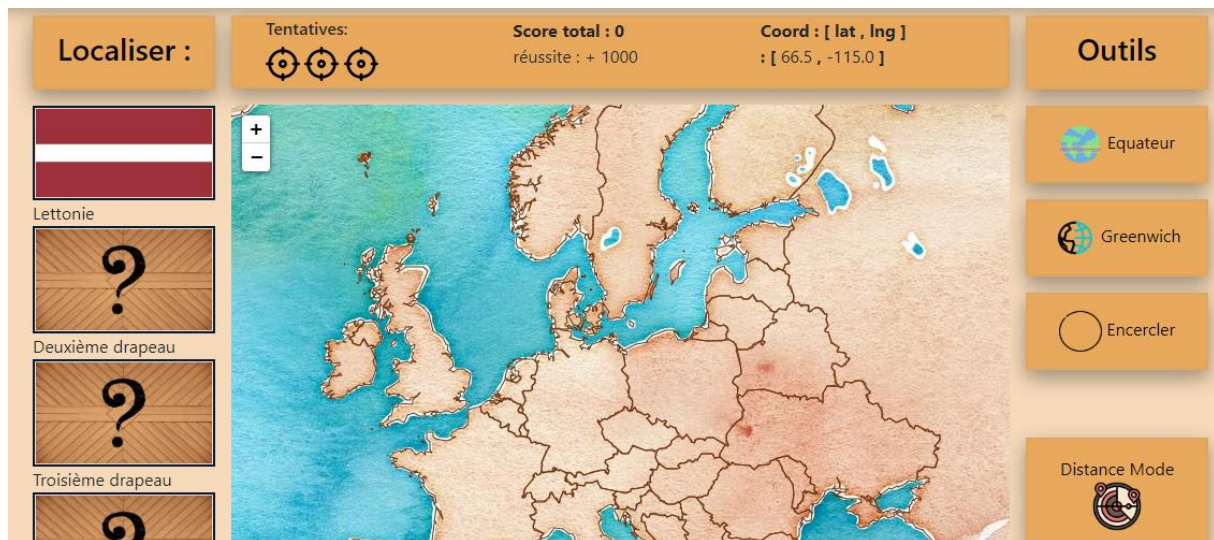 Localiser :
Tentatives:
Score total : 0
réussite : + 1000
Coord : [ lat , lng ]
: [ 66.5 , -115.0 ]
Outils
+
−
Lettonie
?
Deuxième drapeau
?
Troisième drapeau
?
Equateur
Greenwich
Encercler
Distance Mode